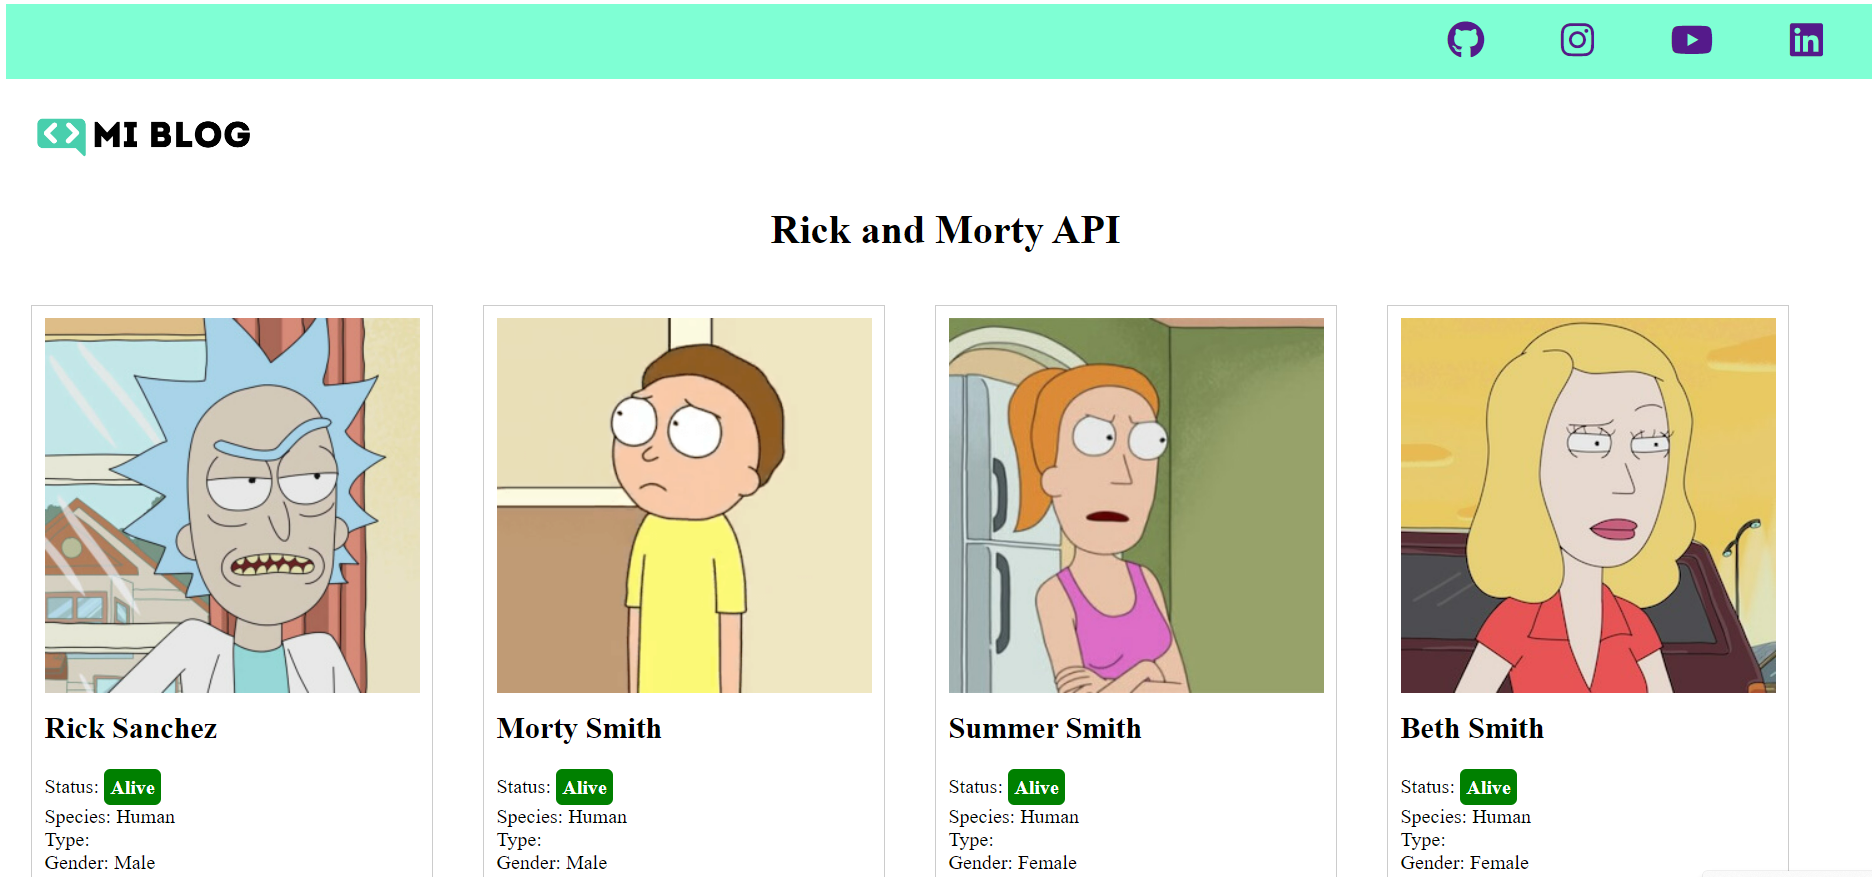 MI BLOG
Rick and Morty API
Rick Sanchez
Status: Alive
Species: Human
Type:
Gender: Male
Morty Smith
Status: Alive
Species: Human
Type:
Gender: Male
Summer Smith
Status: Alive
Species: Human
Type:
Gender: Female
Beth Smith
Status: Alive
Species: Human
Type:
Gender: Female